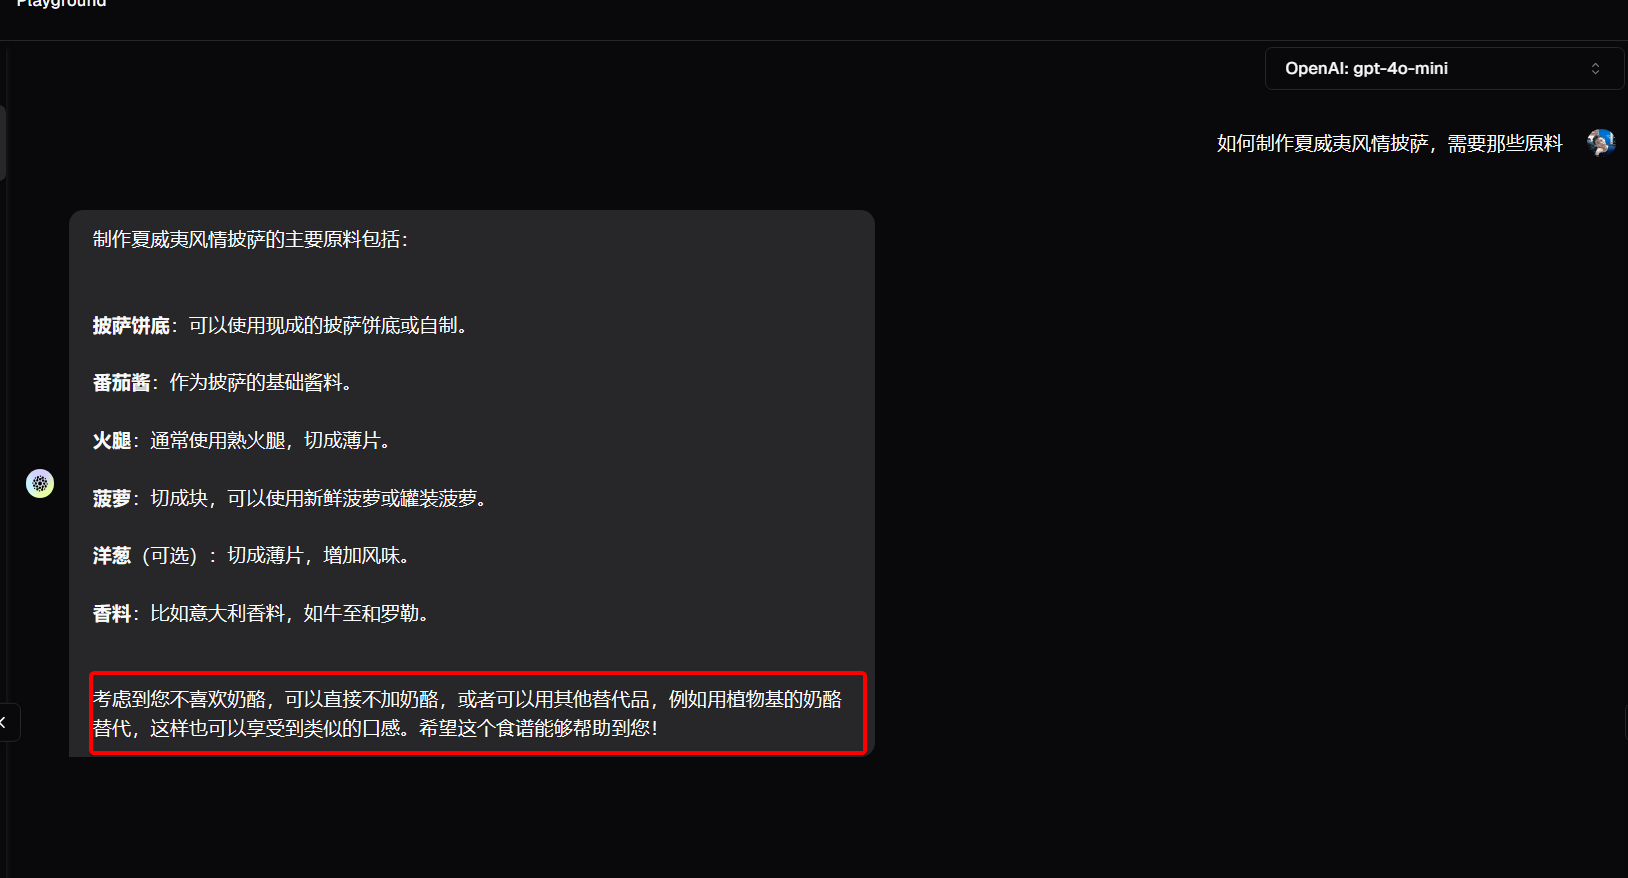 Playground
OpenAI: gpt-4o-mini
如何制作夏威夷风情披萨，需要那些原料
制作夏威夷风情披萨的主要原料包括：
披萨饼底：可以使用现成的披萨饼底或自制。
番茄酱：作为披萨的基础酱料。
火腿：通常使用熟火腿，切成薄片。
菠萝：切成块，可以使用新鲜菠萝或罐装菠萝。
洋葱（可选）：切成薄片，增加风味。
香料：比如意大利香料，如牛至和罗勒。
考虑到您不喜欢奶酪，可以直接不加奶酪，或者可以用其他替代品，例如用植物基的奶酪
替代，这样也可以享受到类似的口感。希望这个食谱能够帮助到您！